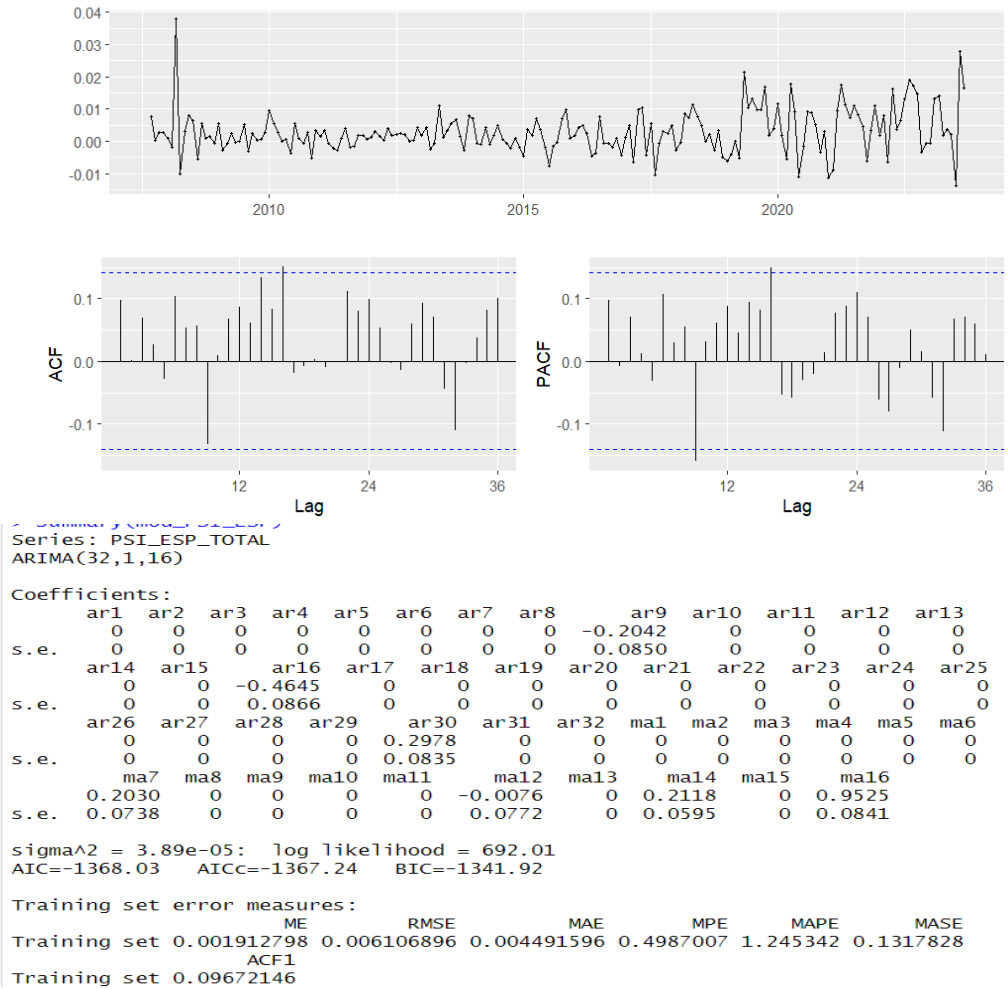 0.04
0.03
0.02
0.01
0.00
-0.01
2010
2015
2020
0.1
0.0
-0.1
ACF
12
24
36
Lag
0.1
0.0
-0.1
PACF
12
24
36
Lag
> summary(mod_PSI_ESP)
Series: PSI_ESP_TOTAL
ARIMA(32,1,16)
Coefficients:
ar1 ar2 ar3 ar4 ar5 ar6 ar7 ar8 ar9 ar10 ar11 ar12 ar13
0 0 0 0 0 0 0 0 -0.2042 0 0 0 0
s.e. 0 0 0 0 0 0 0 0 0.0850 0 0 0 0
ar14 ar15 ar16 ar17 ar18 ar19 ar20 ar21 ar22 ar23 ar24 ar25
0 0 -0.4645 0 0 0 0 0 0 0 0 0
s.e. 0 0 0.0866 0 0 0 0 0 0 0 0 0
ar26 ar27 ar28 ar29 ar30 ar31 ar32 ma1 ma2 ma3 ma4 ma5 ma6
0 0 0 0 0.2978 0 0 0 0 0 0 0 0
s.e. 0 0 0 0 0.0835 0 0 0 0 0 0 0 0
ma7 ma8 ma9 ma10 ma11 ma12 ma13 ma14 ma15 ma16
0.2030 0 0 0 0 -0.0076 0 0.2118 0 0.9525
s.e. 0.0738 0 0 0 0 0.0772 0 0.0595 0 0.0841
sigma^2 = 3.89e-05: log likelihood = 692.01
AIC=-1368.03 AICc=-1367.24 BIC=-1341.92
Training set error measures:
ME RMSE MAE MPE MAPE MASE
Training set 0.001912798 0.006106896 0.004491596 0.4987007 1.245342 0.1317828
ACF1
Training set 0.09672146